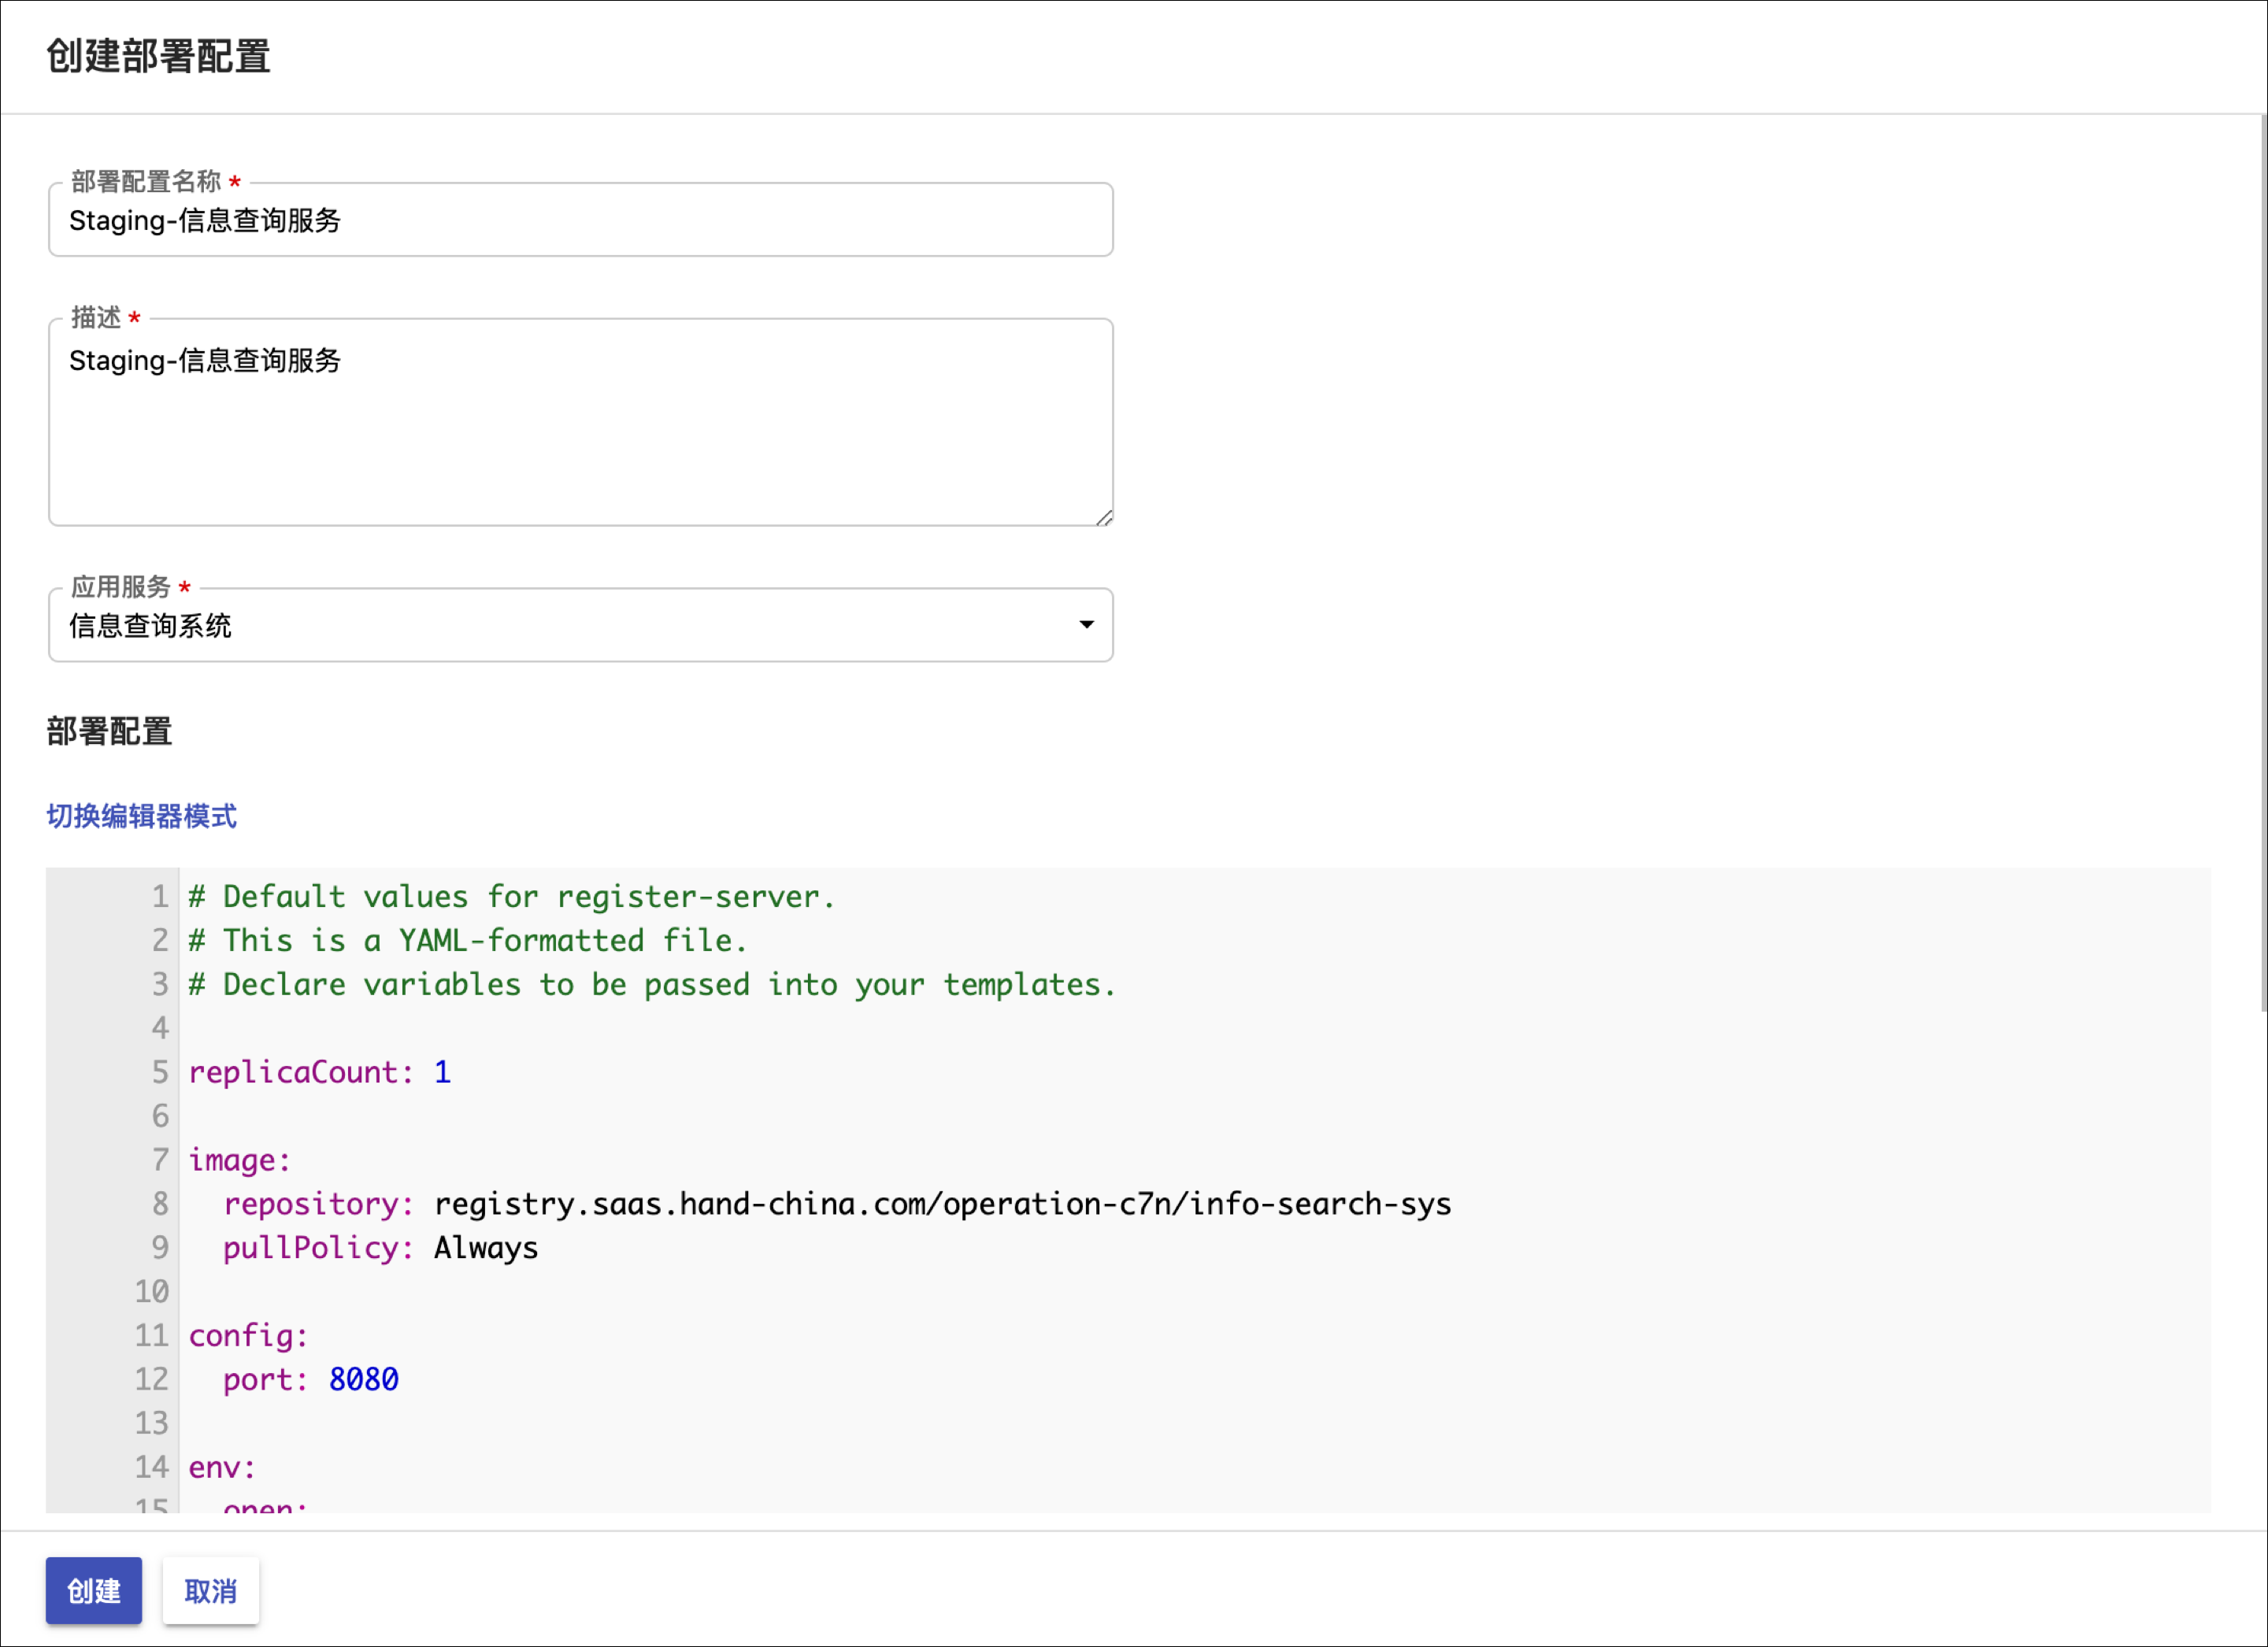 创建部署配置
部署配置名称 *
Staging-信息查询服务
描述 *
Staging-信息查询服务
应用服务 *
信息查询系统
部署配置
切换编辑器模式
1 # Default values for register-server.
2 # This is a YAML-formatted file.
3 # Declare variables to be passed into your templates.
4
5 replicaCount: 1
6
7 image:
8   repository: registry.saas.hand-china.com/operation-c7n/info-search-sys
9   pullPolicy: Always
10
11 config:
12   port: 8080
13
14 env:
15   open:
创建 取消